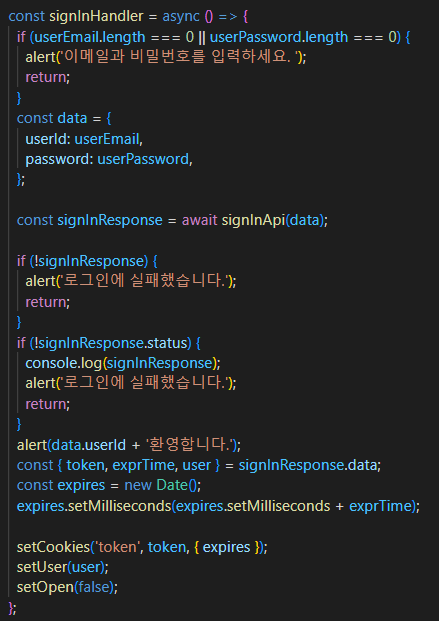 const signInHandler = async () => {
if (userEmail.length === 0 || userPassword.length === 0) {
alert('이메일과 비밀번호를 입력하세요. ');
return;
}
const data = {
userId: userEmail,
password: userPassword,
};
const signInResponse = await signInApi(data);
if (!signInResponse) {
alert('로그인에 실패했습니다.');
return;
}
if (!signInResponse.status) {
console.log(signInResponse);
alert('로그인에 실패했습니다.');
return;
}
alert(data.userId + '환영합니다.');
const { token, exprTime, user } = signInResponse.data;
const expires = new Date();
expires.setMilliseconds(expires.setMilliseconds + exprTime);
setCookies('token', token, { expires });
setUser(user);
setOpen(false);
};